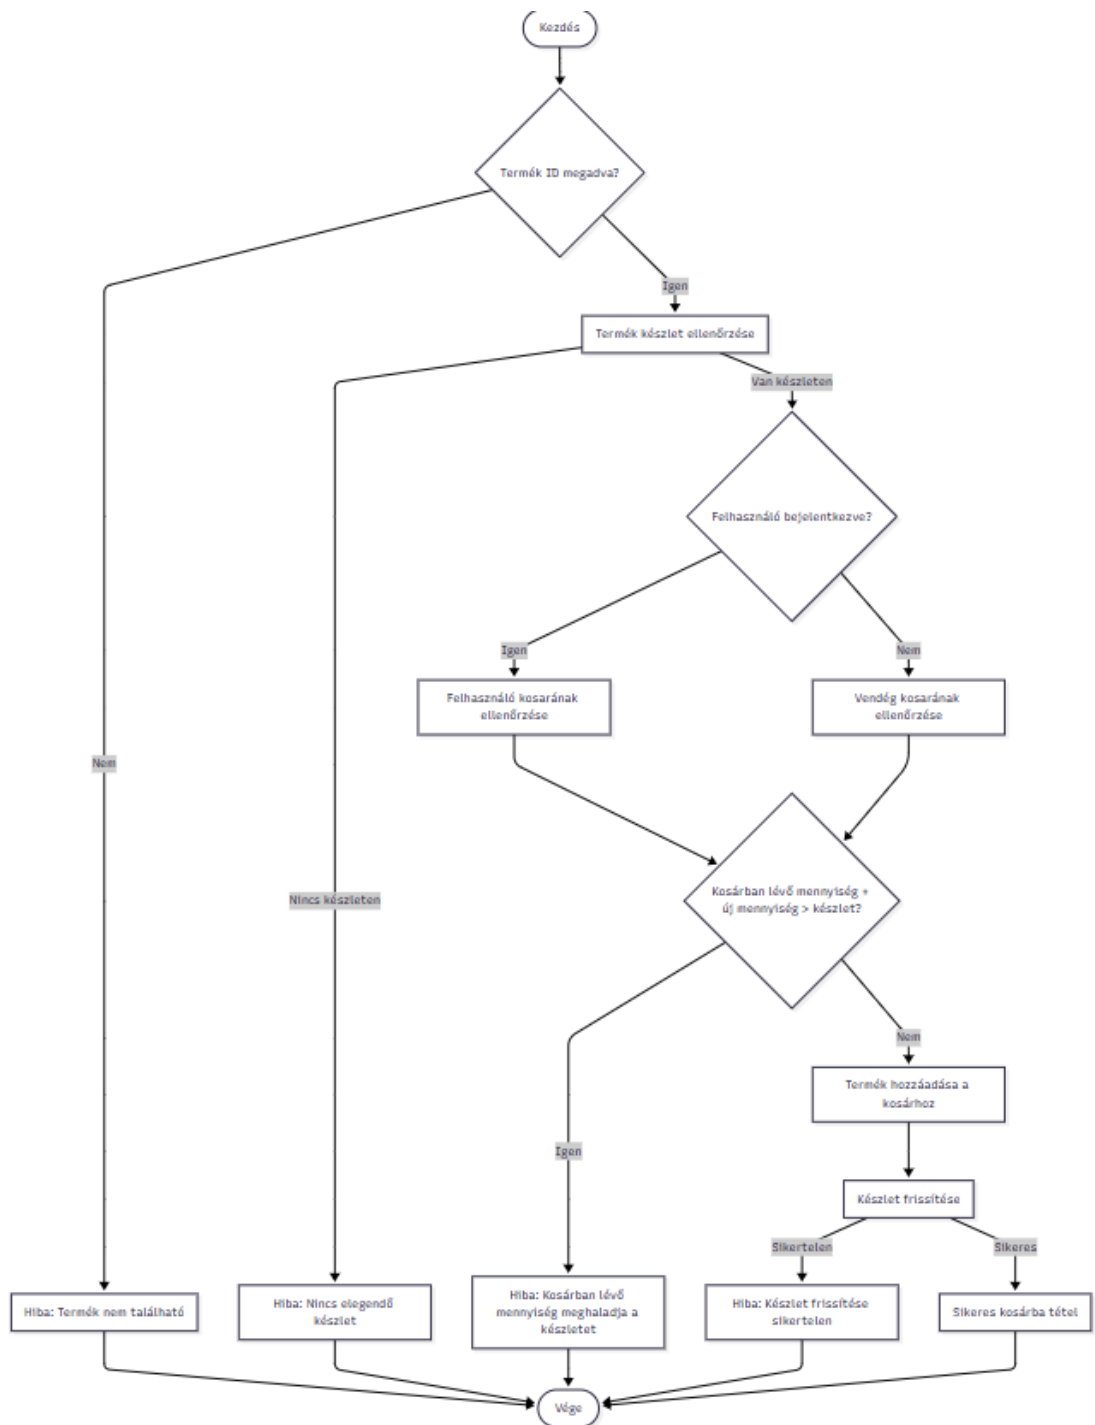 Kezdés
Termék ID megadva?
Igen
Termék készlet ellenőrzése
Van készleten
Felhasználó bejelentkezve?
Igen
Nem
Felhasználó kosarának
ellenőrzése
Vendég kosarának
ellenőrzése
Nem
Nincs készleten
Kosárban lévő mennyiség +
új mennyiség > készlet?
Nem
Termék hozzáadása a
kosárhoz
Igen
Készlet frissítése
Sikertelen
Sikeres
Hiba: Termék nem található
Hiba: Nincs elegendő
készlet
Hiba: Kosárban lévő
mennyiség meghaladja a
készletet
Hiba: Készlet frissítése
sikertelen
Sikeres kosárba tétel
Vége